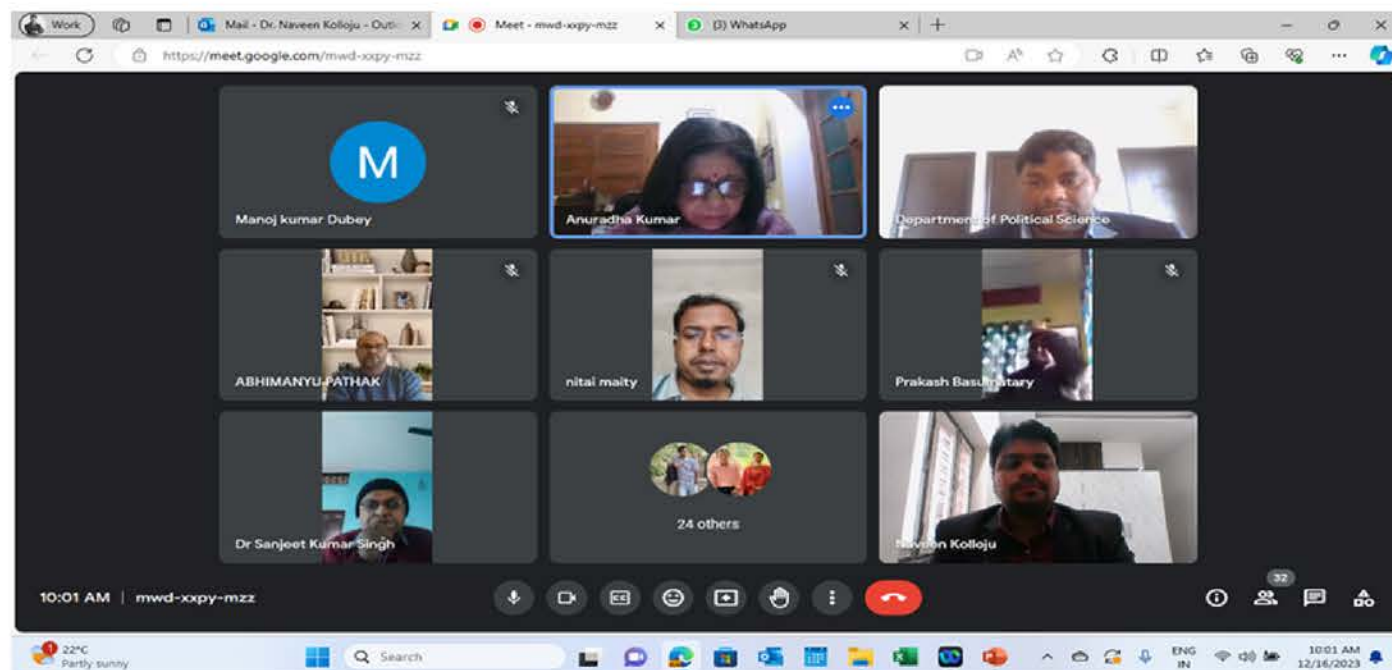 Work
Mail - Dr. Naveen Kolloju - Outlo
Meet - mwd-xxpy-mzz
(3) WhatsApp
https://meet.google.com/mwd-xxpy-mzz
M
Manoj kumar Dubey
Anuradha Kumar
Department of Political Science
ABHIMANYU PATHAK
nitai maity
Prakash Basumatary
Dr Sanjeet Kumar Singh
24 others
Naveen Kolloju
10:01 AM | mwd-xxpy-mzz
32
22°C
Partly sunny
Search
ENG
IN
10:01 AM
12/16/2023